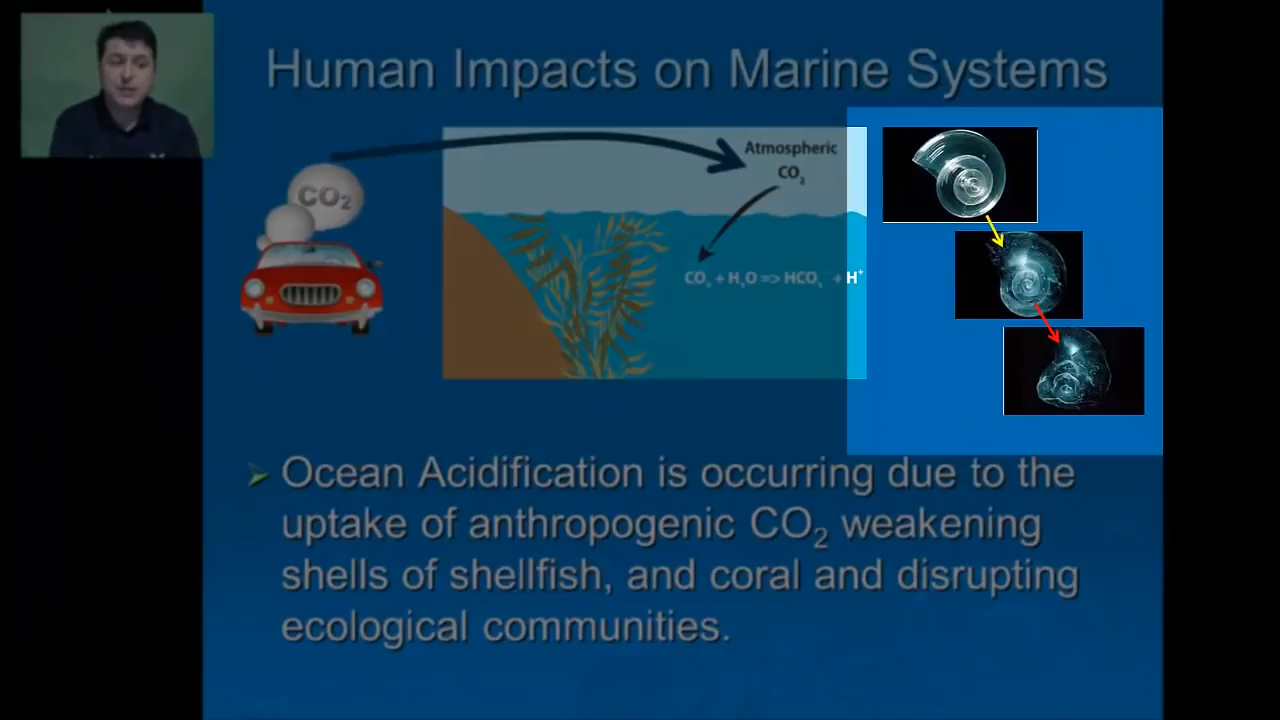 Human Impacts on Marine Systems
CO₂
Atmospheric
CO₂
CO₂ + H₂O => HCO₃ + H⁺
Ocean Acidification is occurring due to the
uptake of anthropogenic CO₂ weakening
shells of shellfish, and coral and disrupting
ecological communities.